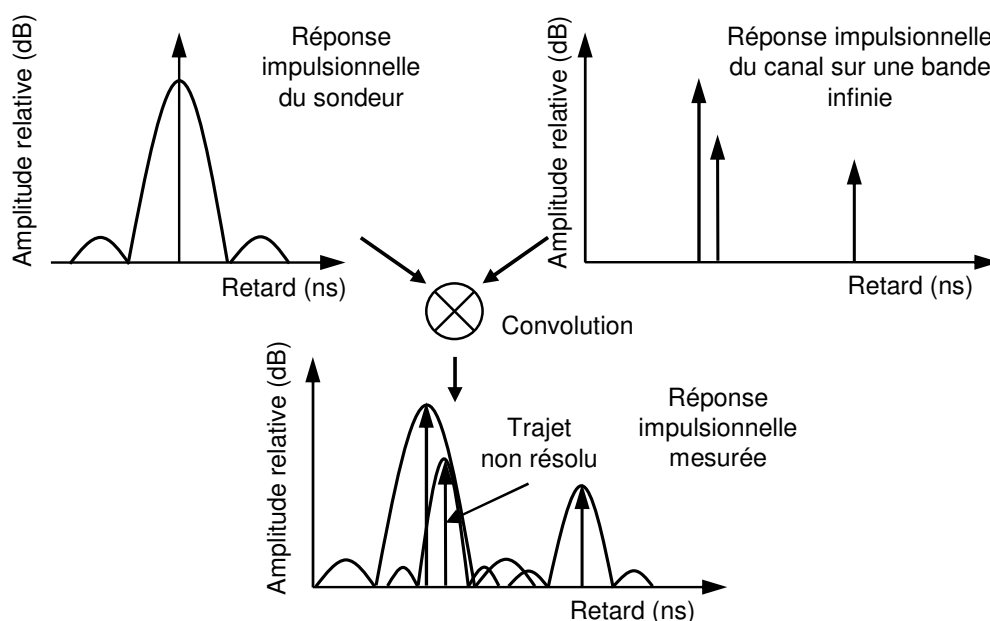 Amplitude relative (dB)
Réponse
impulsionnelle
du sondeur
Retard (ns)
Amplitude relative (dB)
Réponse impulsionnelle
du canal sur une bande
infinie
Retard (ns)
Convolution
Amplitude relative (dB)
Trajet
non résolu
Réponse
impulsionnelle
mesurée
Retard (ns)